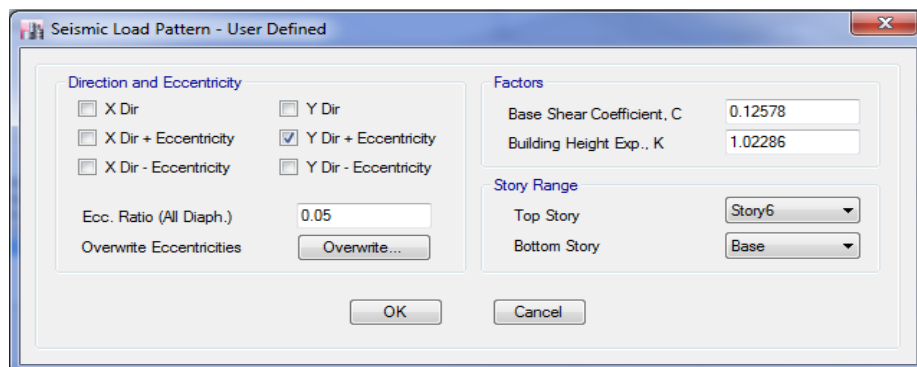 Seismic Load Pattern - User Defined
Direction and Eccentricity
X Dir
Y Dir
X Dir + Eccentricity
Y Dir + Eccentricity
X Dir - Eccentricity
Y Dir - Eccentricity
Ecc. Ratio (All Diaph.)
0.05
Overwrite Eccentricities
Overwrite...
Factors
Base Shear Coefficient, C
0.12578
Building Height Exp., K
1.02286
Story Range
Top Story
Story6
Bottom Story
Base
OK
Cancel